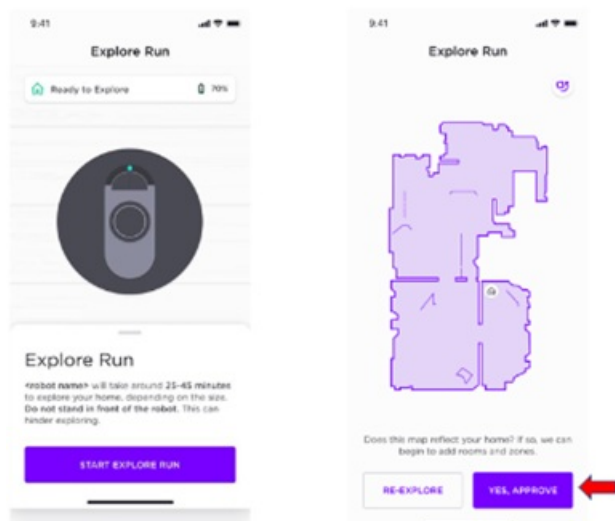 9:41
Explore Run
Ready to Explore
70%
Explore Run
<robot name> will take around 25-45 minutes
to explore your home, depending on the size.
Do not stand in front of the robot. This can
hinder exploring.
START EXPLORE RUN
9:41
Explore Run
Does this map reflect your home? If so, we can
begin to add rooms and zones.
RE-EXPLORE
YES, APPROVE